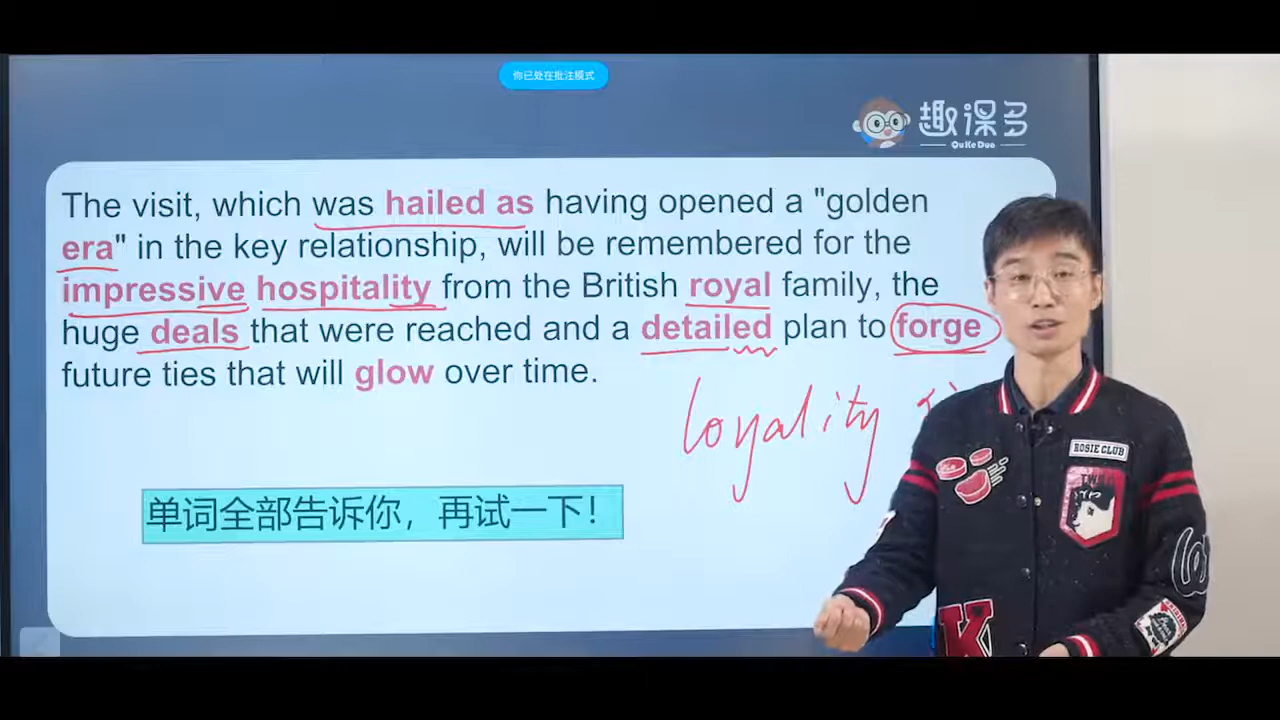 你已处在批注模式
趣课多
QuKeDuo
The visit, which was hailed as having opened a "golden
era" in the key relationship, will be remembered for the
impressive hospitality from the British royal family, the
huge deals that were reached and a detailed plan to forge
future ties that will glow over time.
loyality
单词全部告诉你，再试一下！
ROSIE CLUB
K